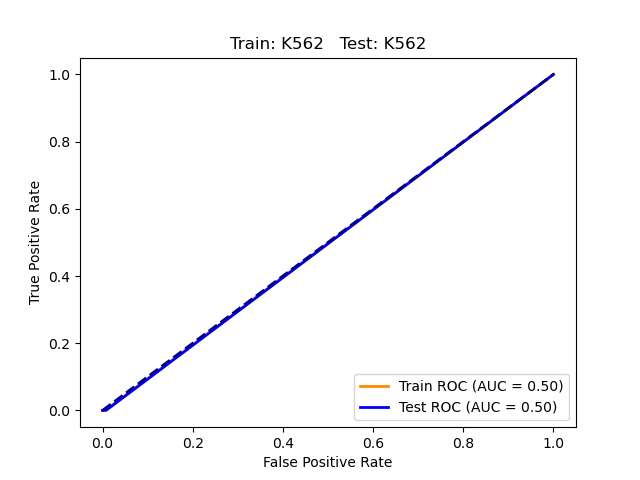 Train: K562   Test: K562
True Positive Rate
1.0
0.8
0.6
0.4
0.2
0.0
Train ROC (AUC = 0.50)
Test ROC (AUC = 0.50)
0.0 0.2 0.4 0.6 0.8 1.0
False Positive Rate